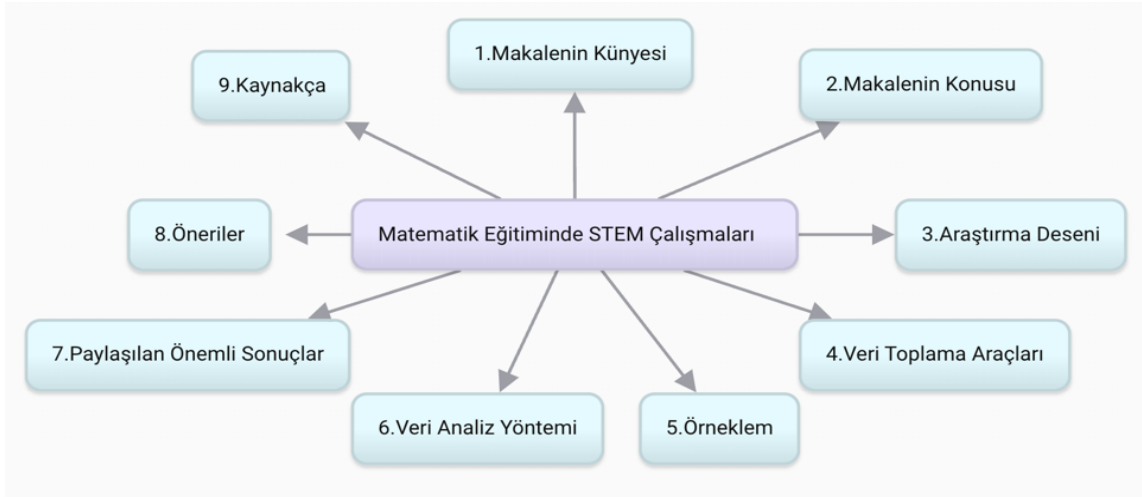 1.Makalenin Künyesi
2.Makalenin Konusu
3.Araştırma Deseni
4.Veri Toplama Araçları
5.Örneklem
6.Veri Analiz Yöntemi
7.Paylaşılan Önemli Sonuçlar
8.Öneriler
9.Kaynakça
Matematik Eğitiminde STEM Çalışmaları